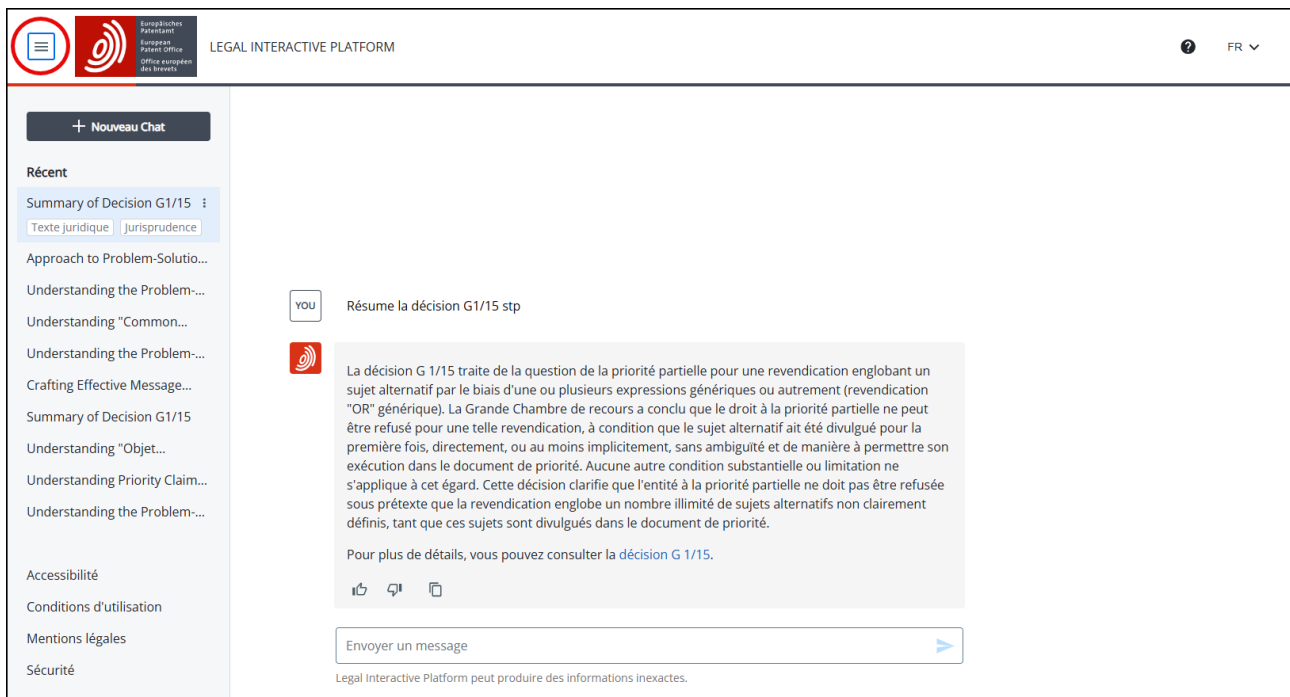 Europäisches
Patentamt
European
Patent Office
Office européen
des brevets
LEGAL INTERACTIVE PLATFORM
?
FR
+ Nouveau Chat
Récent
Summary of Decision G1/15
Texte juridique Jurisprudence
Approach to Problem-Solutio...
Understanding the Problem-...
Understanding "Common...
Understanding the Problem-...
Crafting Effective Message...
Summary of Decision G1/15
Understanding "Objet...
Understanding Priority Claim...
Understanding the Problem-...
Accessibilité
Conditions d'utilisation
Mentions légales
Sécurité
YOU
Résume la décision G1/15 stp
La décision G 1/15 traite de la question de la priorité partielle pour une revendication englobant un
sujet alternatif par le biais d'une ou plusieurs expressions génériques ou autrement (revendication
"OR" générique). La Grande Chambre de recours a conclu que le droit à la priorité partielle ne peut
être refusé pour une telle revendication, à condition que le sujet alternatif ait été divulgué pour la
première fois, directement, ou au moins implicitement, sans ambiguïté et de manière à permettre son
exécution dans le document de priorité. Aucune autre condition substantielle ou limitation ne
s'applique à cet égard. Cette décision clarifie que l'entité à la priorité partielle ne doit pas être refusée
sous prétexte que la revendication englobe un nombre illimité de sujets alternatifs non clairement
définis, tant que ces sujets sont divulgués dans le document de priorité.
Pour plus de détails, vous pouvez consulter la décision G 1/15.
Envoyer un message
Legal Interactive Platform peut produire des informations inexactes.